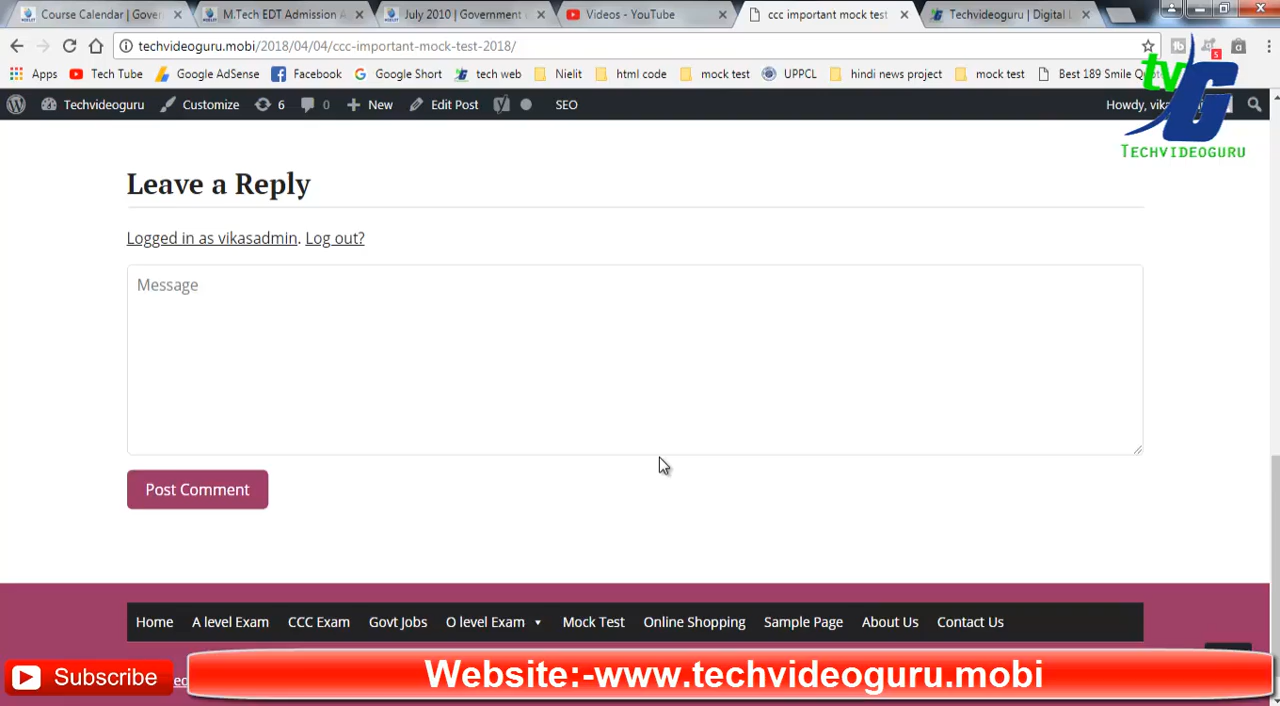 Course Calendar | Gover
M.Tech EDT Admission
July 2010 | Government
Videos - YouTube
ccc important mock test
Techvideoguru | Digital
techvideoguru.mobi/2018/04/04/ccc-important-mock-test-2018/
Apps
Tech Tube
Google AdSense
Facebook
Google Short
tech web
Nielit
html code
mock test
UPPCL
hindi news project
mock test
Best 189 Smile Quot
5
tv
G
TECHVIDEOGURU
Techvideoguru
Customize
6
0
New
Edit Post
SEO
Howdy,
Leave a Reply
Logged in as vikasadmin. Log out?
Message
Post Comment
Home
A level Exam
CCC Exam
Govt Jobs
O level Exam
Mock Test
Online Shopping
Sample Page
About Us
Contact Us
Subscribe
Website:-www.techvideoguru.mobi